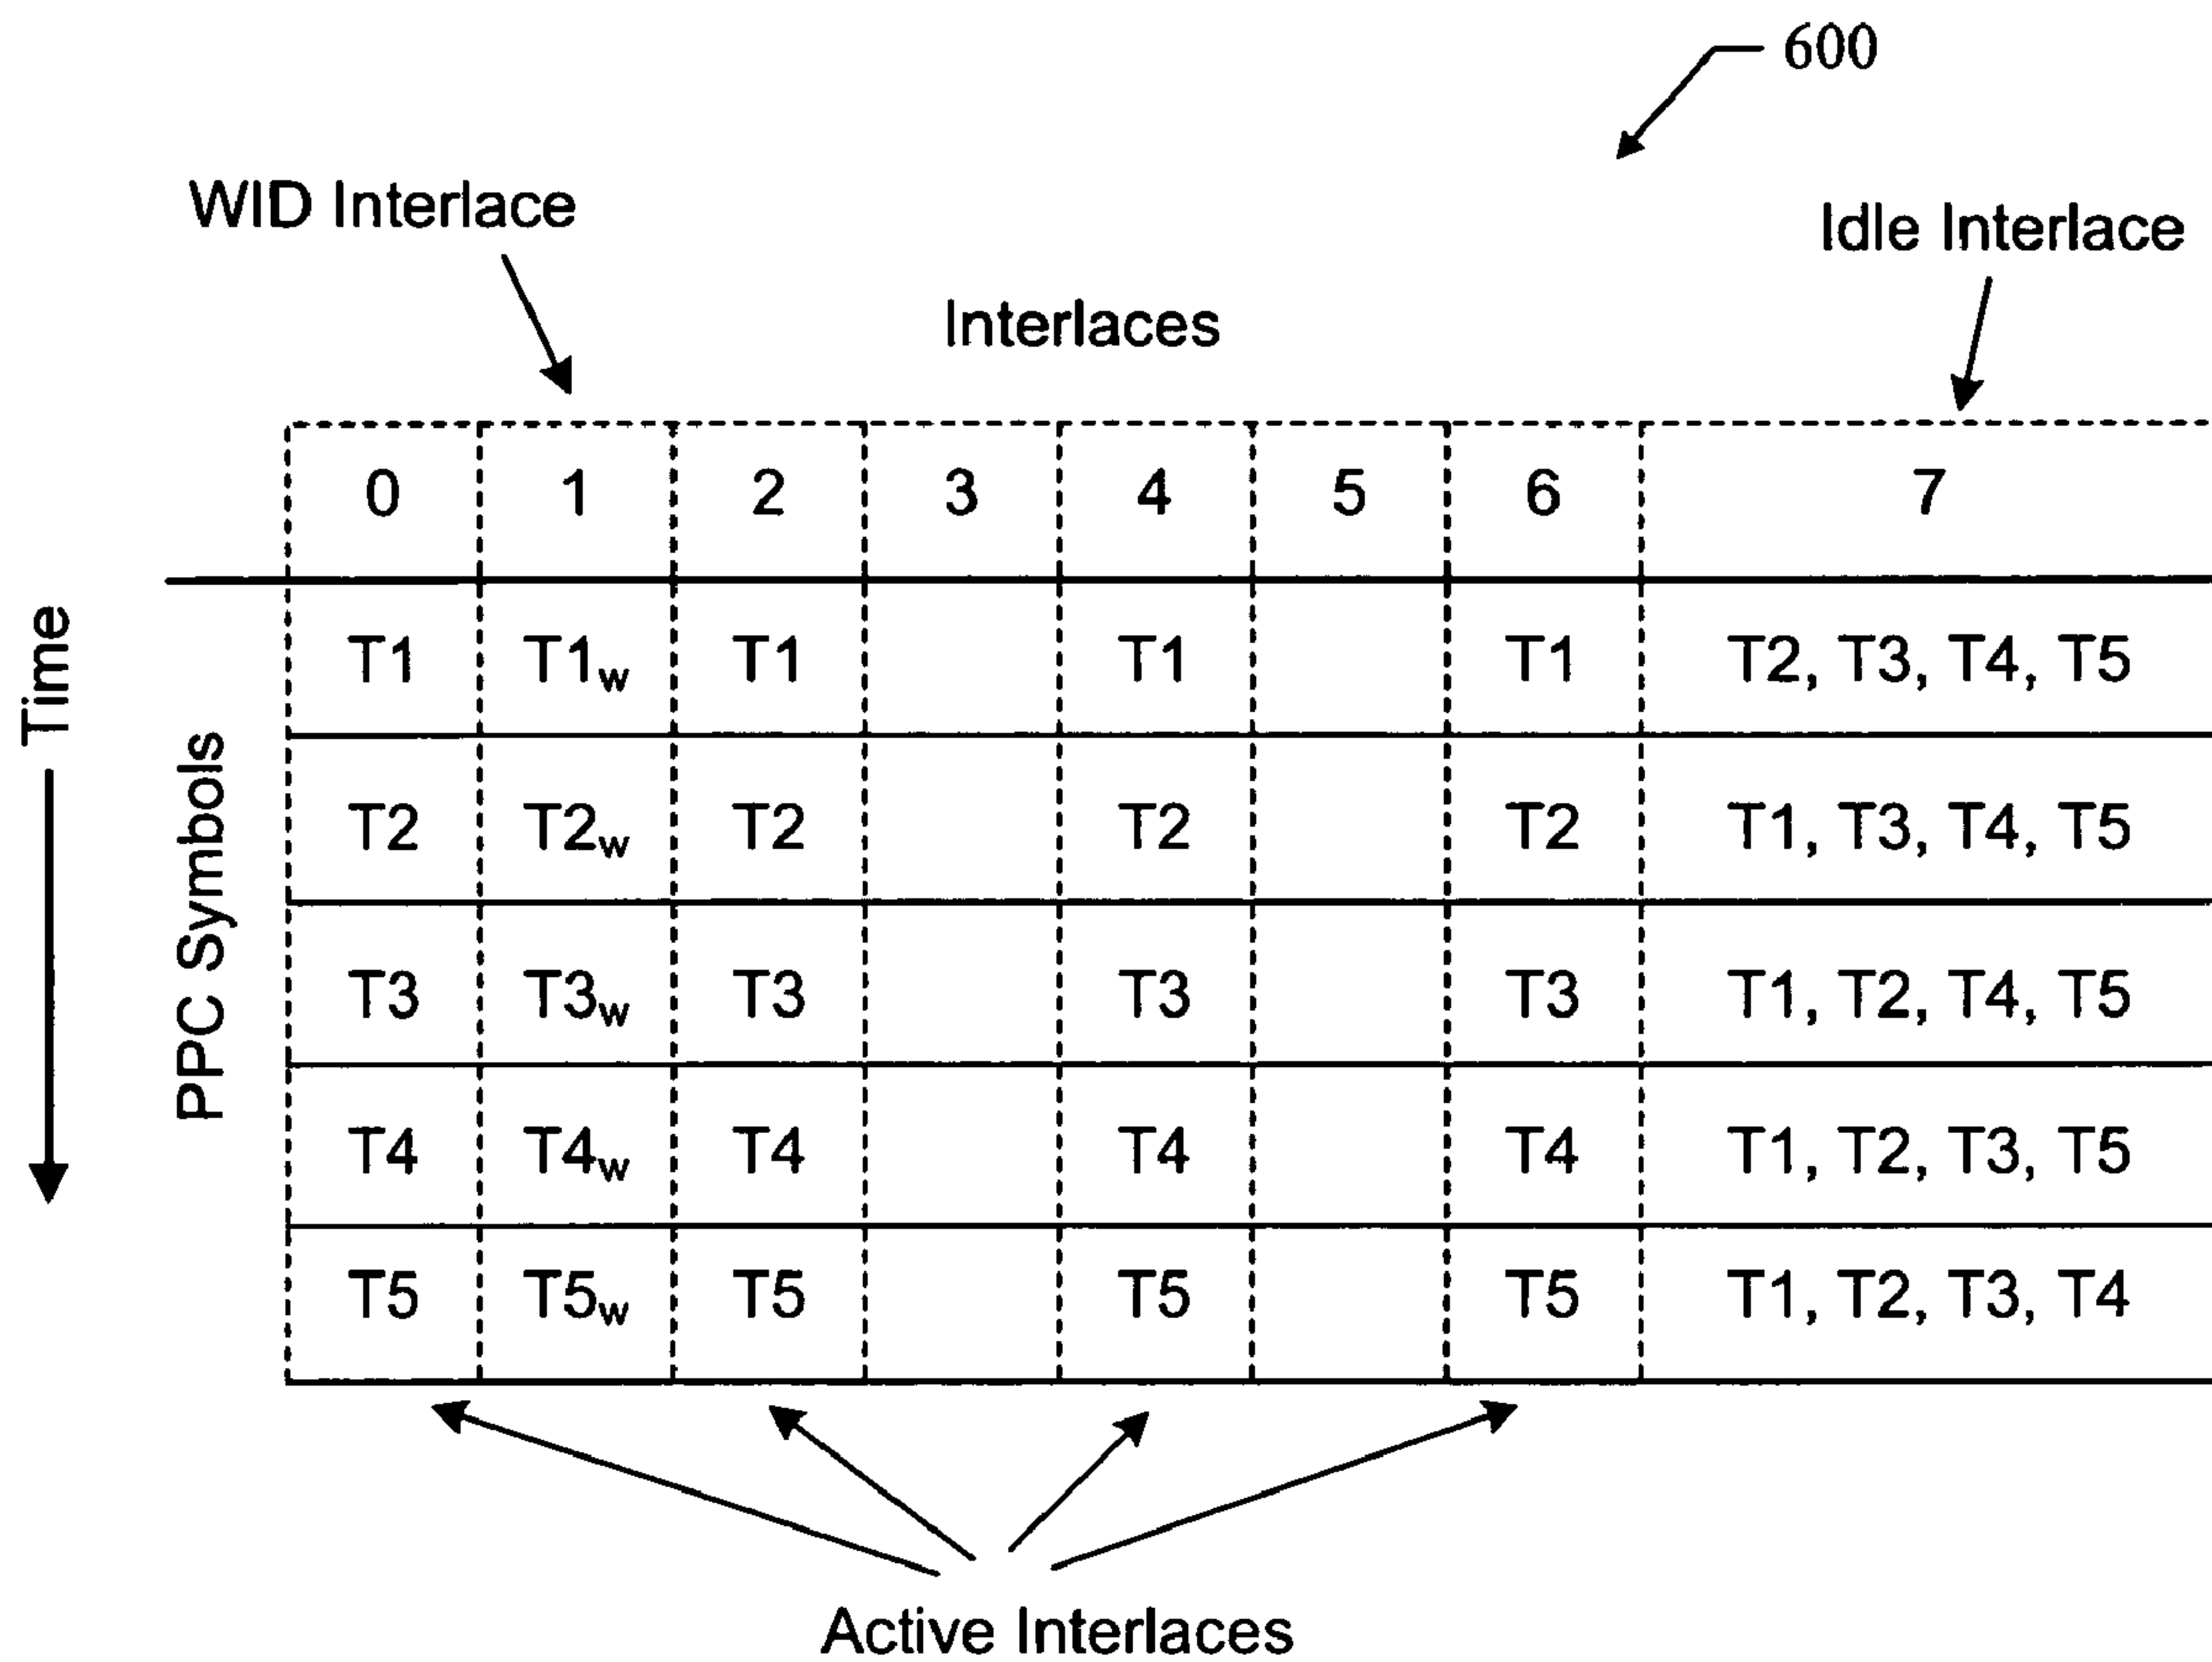 600
WID Interlace
Idle Interlace
Interlaces
0 1 2 3 4 5 6 7
Time
PPC Symbols
T1 T1w T1 T1 T1 T2, T3, T4, T5
T2 T2w T2 T2 T2 T1, T3, T4, T5
T3 T3w T3 T3 T3 T1, T2, T4, T5
T4 T4w T4 T4 T4 T1, T2, T3, T5
T5 T5w T5 T5 T5 T1, T2, T3, T4
Active Interlaces